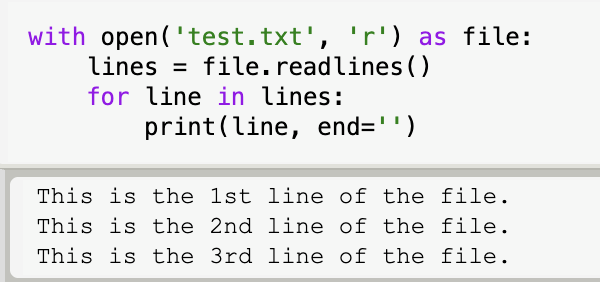 with open('test.txt', 'r') as file:
    lines = file.readlines()
    for line in lines:
        print(line, end='')
This is the 1st line of the file.
This is the 2nd line of the file.
This is the 3rd line of the file.